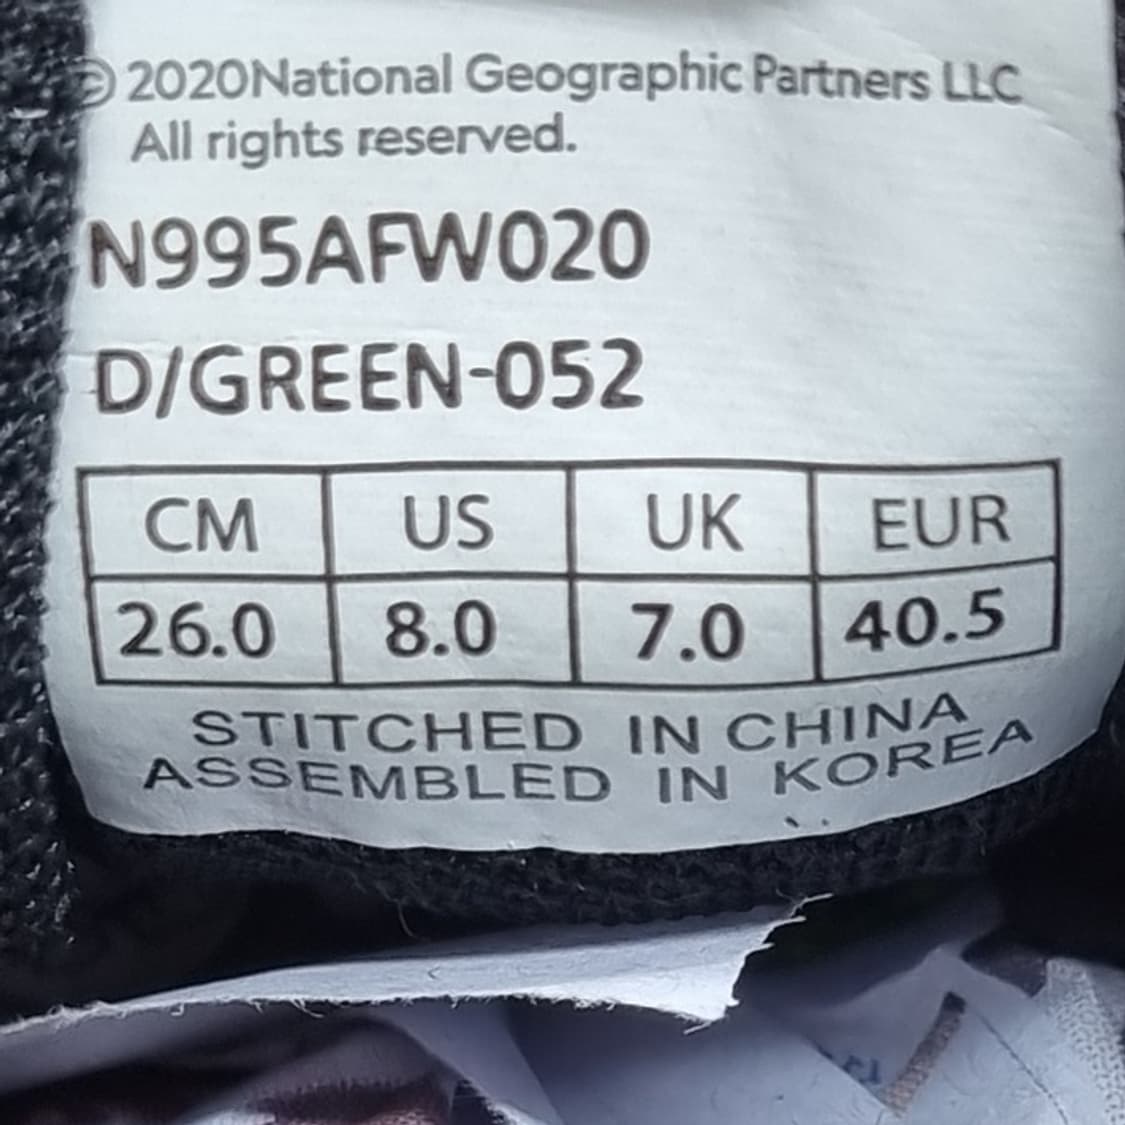 © 2020National Geographic Partners LLC
All rights reserved.
N995AFW020
D/GREEN-052
CM US UK EUR
26.0 8.0 7.0 40.5
STITCHED IN CHINA
ASSEMBLED IN KOREA